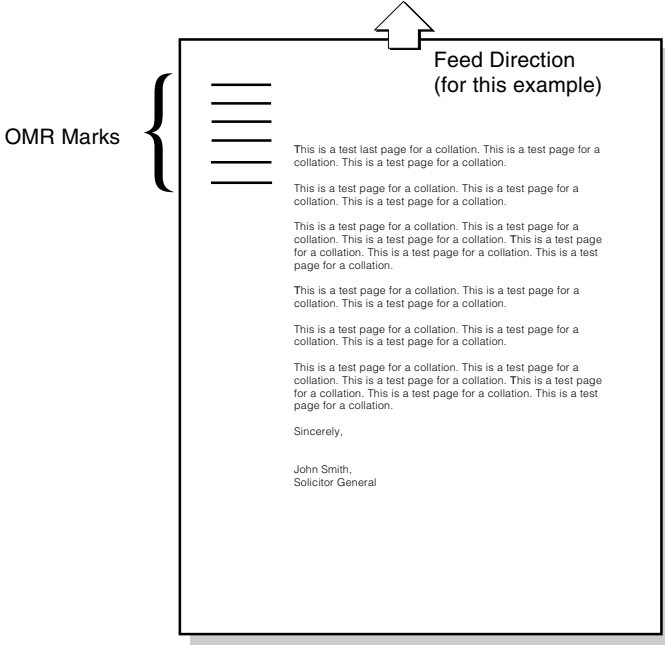 Feed Direction
(for this example)
OMR Marks
This is a test last page for a collation. This is a test page for a
collation. This is a test page for a collation.
This is a test page for a collation. This is a test page for a
collation. This is a test page for a collation.
This is a test page for a collation. This is a test page for a
collation. This is a test page for a collation. This is a test page
for a collation. This is a test page for a collation. This is a test
page for a collation.
This is a test page for a collation. This is a test page for a
collation. This is a test page for a collation.
This is a test page for a collation. This is a test page for a
collation. This is a test page for a collation.
This is a test page for a collation. This is a test page for a
collation. This is a test page for a collation. This is a test page
for a collation. This is a test page for a collation. This is a test
page for a collation.
Sincerely,
John Smith,
Solicitor General